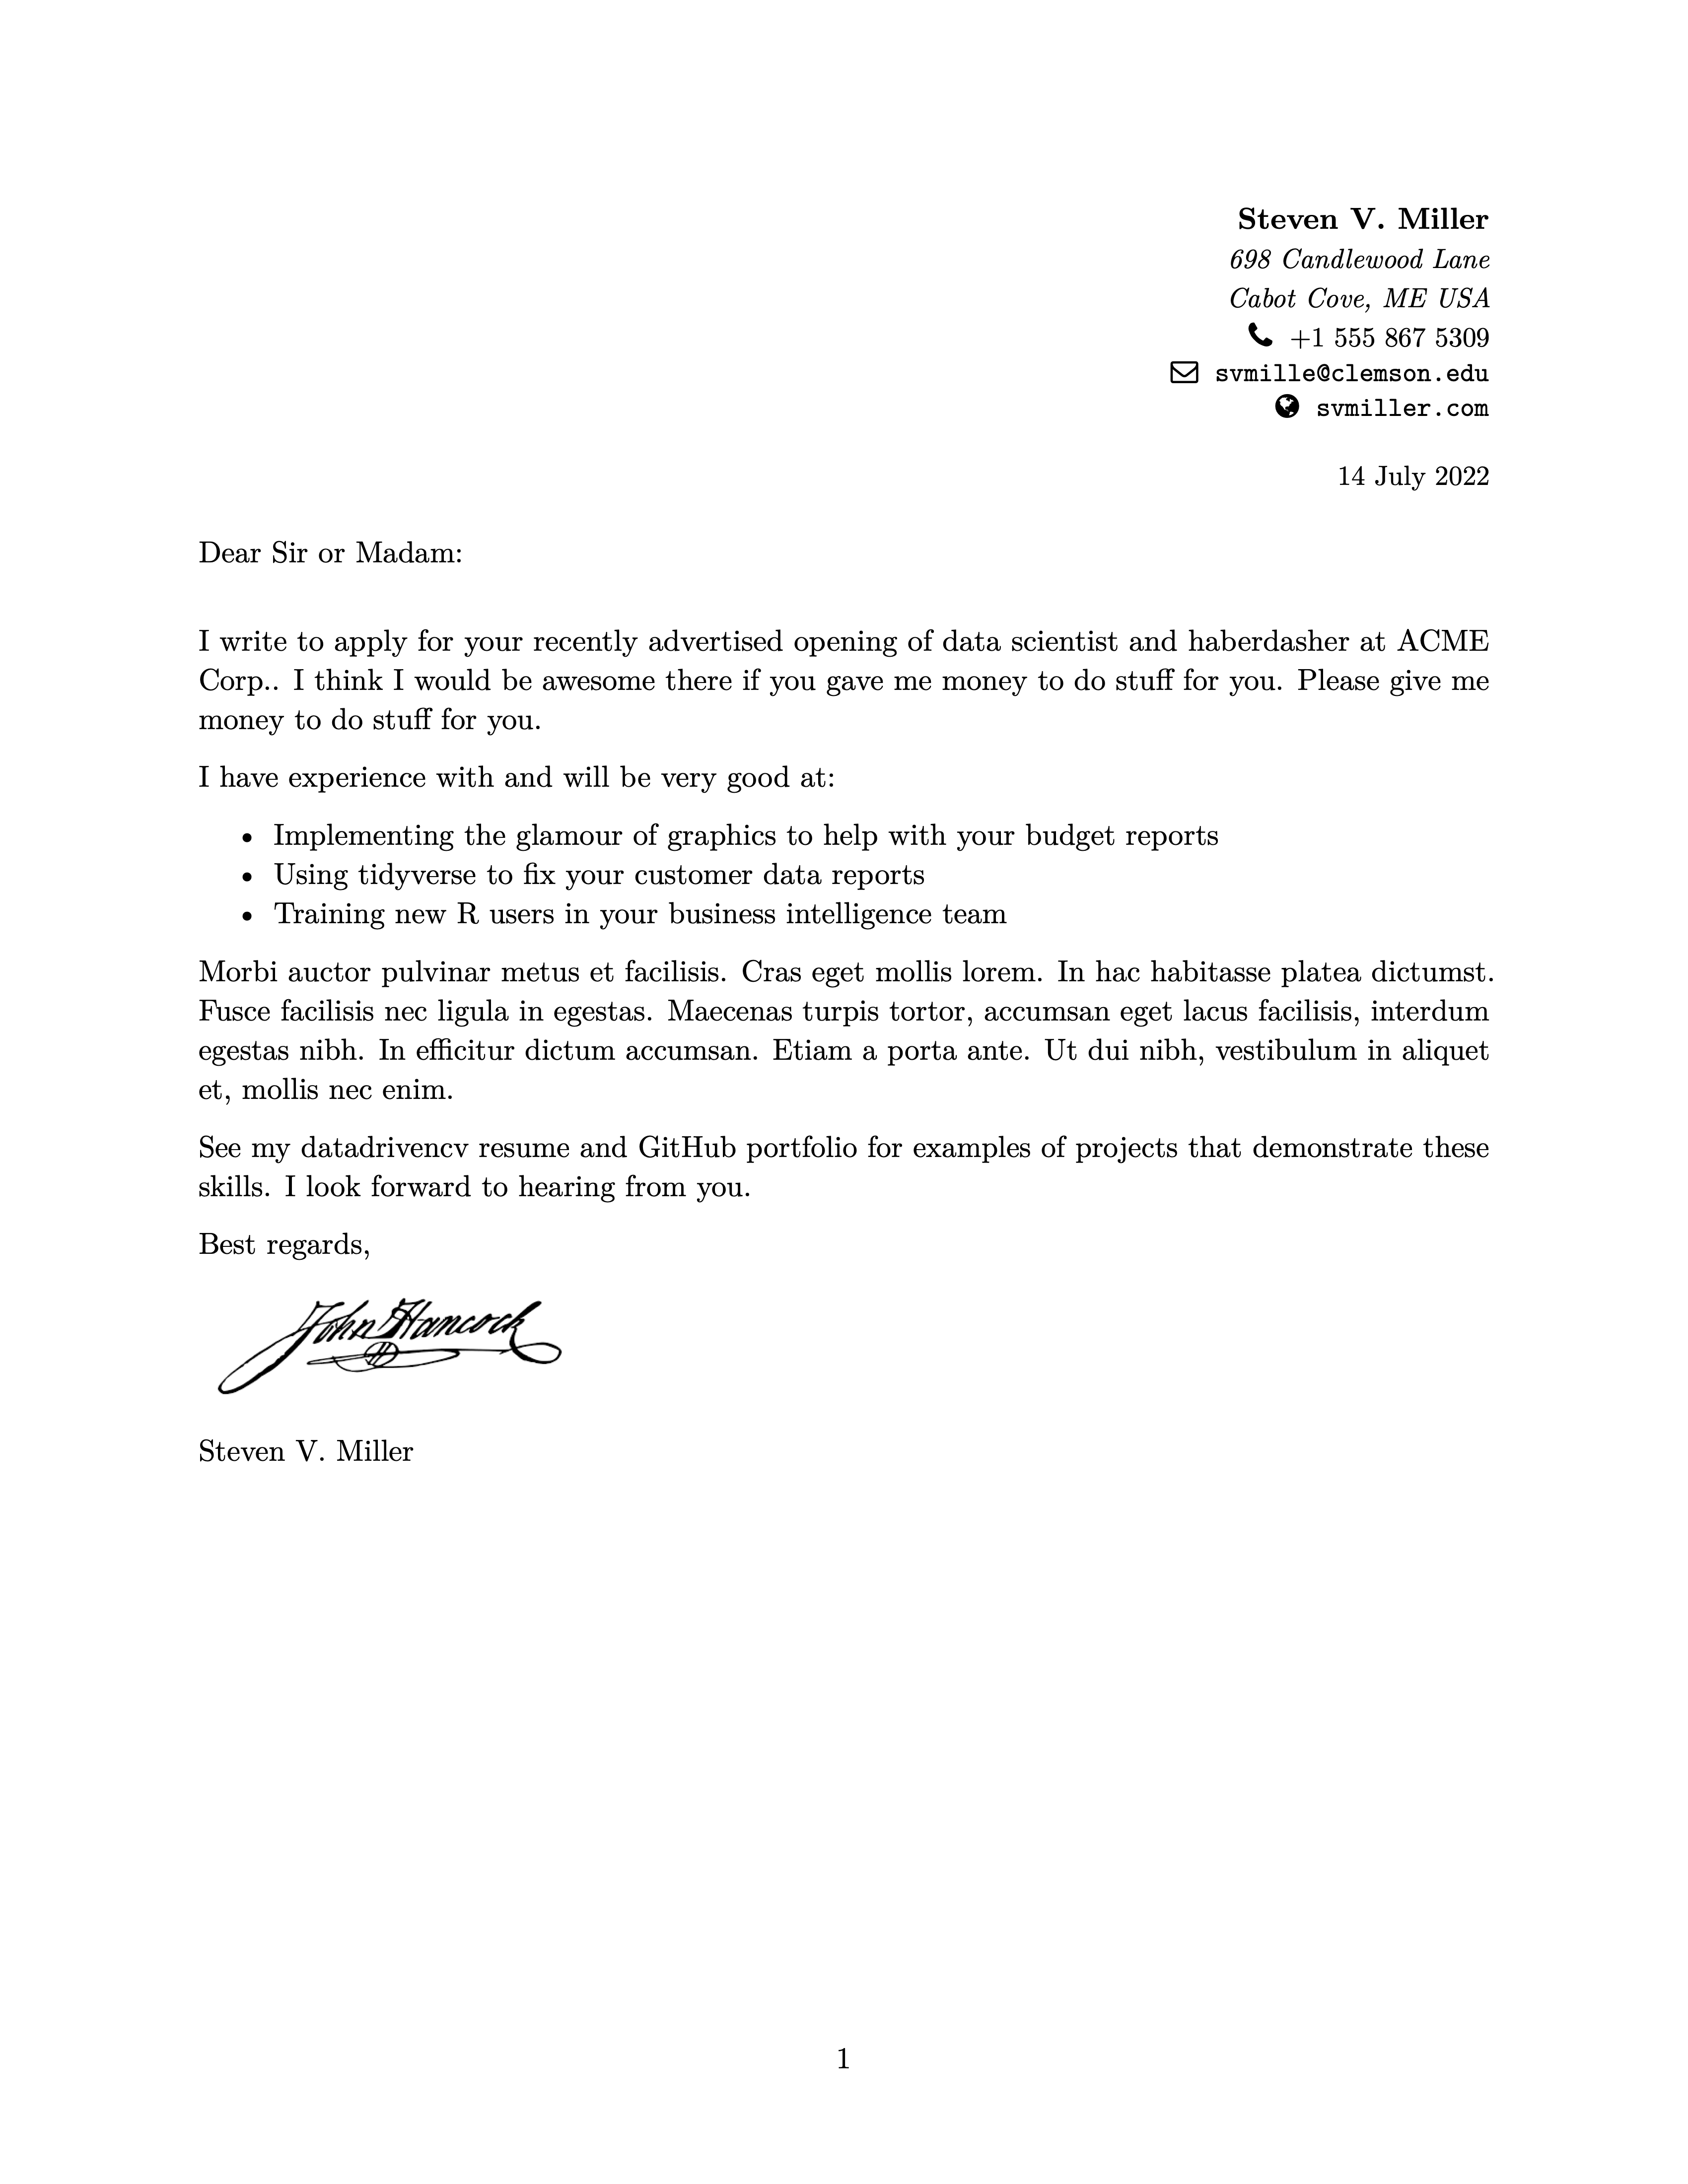 Steven V. Miller
698 Candlewood Lane
Cabot Cove, ME USA
+1 555 867 5309
svmille@clemson.edu
svmiller.com
14 July 2022
Dear Sir or Madam:
I write to apply for your recently advertised opening of data scientist and haberdasher at ACME
Corp.. I think I would be awesome there if you gave me money to do stuff for you. Please give me
money to do stuff for you.
I have experience with and will be very good at:
• Implementing the glamour of graphics to help with your budget reports
• Using tidyverse to fix your customer data reports
• Training new R users in your business intelligence team
Morbi auctor pulvinar metus et facilisis. Cras eget mollis lorem. In hac habitasse platea dictumst.
Fusce facilisis nec ligula in egestas. Maecenas turpis tortor, accumsan eget lacus facilisis, interdum
egestas nibh. In efficitur dictum accumsan. Etiam a porta ante. Ut dui nibh, vestibulum in aliquet
et, mollis nec enim.
See my datadrivencv resume and GitHub portfolio for examples of projects that demonstrate these
skills. I look forward to hearing from you.
Best regards,
John Hancock
Steven V. Miller
1